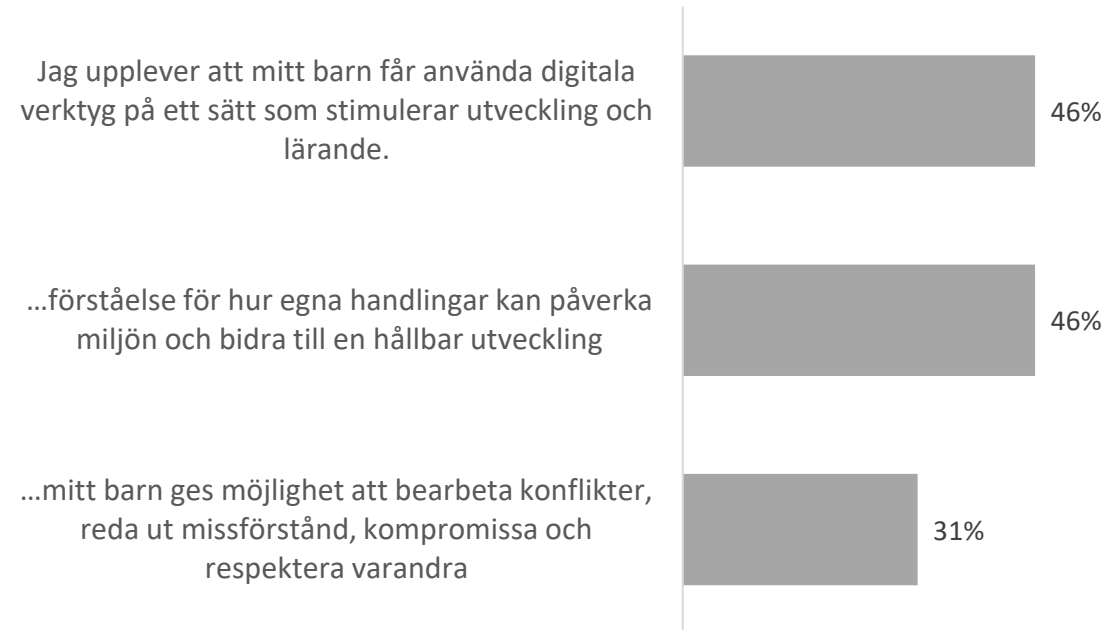 Jag upplever att mitt barn får använda digitala
verktyg på ett sätt som stimulerar utveckling och
lärande.
46%
...förståelse för hur egna handlingar kan påverka
miljön och bidra till en hållbar utveckling
46%
...mitt barn ges möjlighet att bearbeta konflikter,
reda ut missförstånd, kompromissa och
respektera varandra
31%